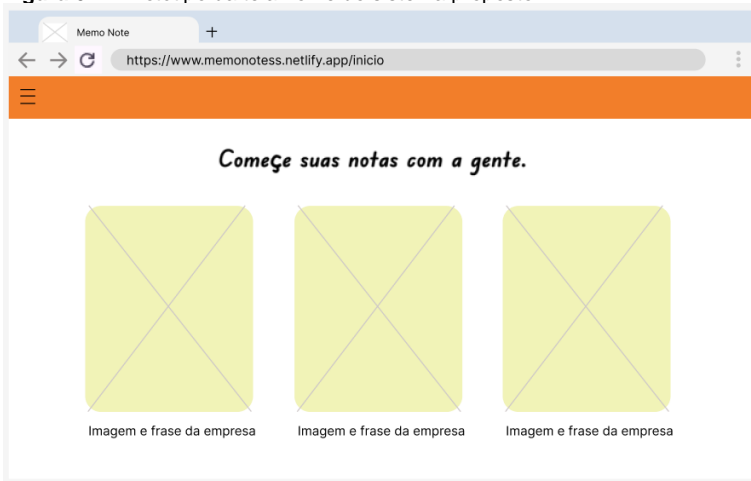 Memo Note
https://www.memonotess.netlify.app/inicio
Começe suas notas com a gente.
Imagem e frase da empresa
Imagem e frase da empresa
Imagem e frase da empresa